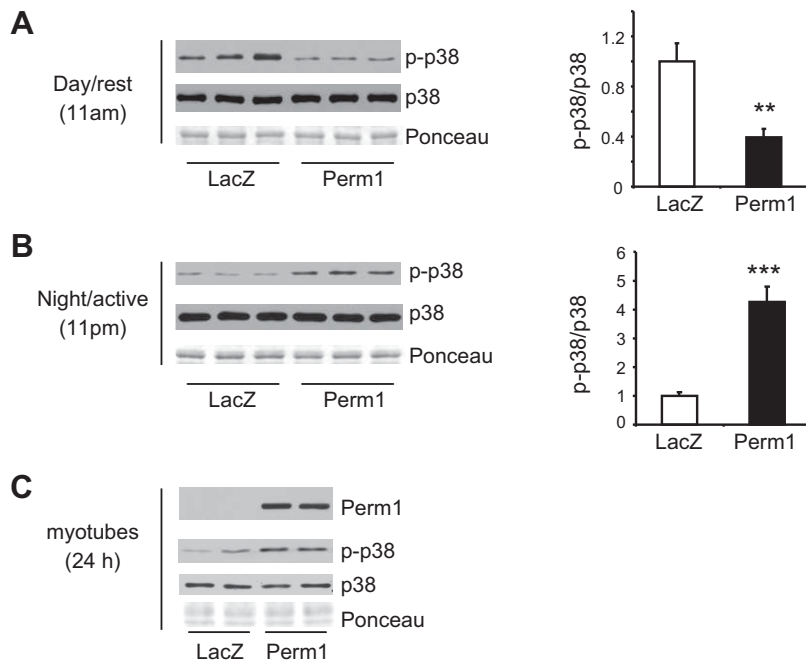 A
Day/rest
(11am)
p-p38
p38
Ponceau
LacZ Perm1
p-p38/p38
1.2
0.8
0.4
0
**
LacZ Perm1
B
Night/active
(11pm)
p-p38
p38
Ponceau
LacZ Perm1
p-p38/p38
6
5
4
3
2
1
0
***
LacZ Perm1
C
myotubes
(24 h)
Perm1
p-p38
p38
Ponceau
LacZ Perm1